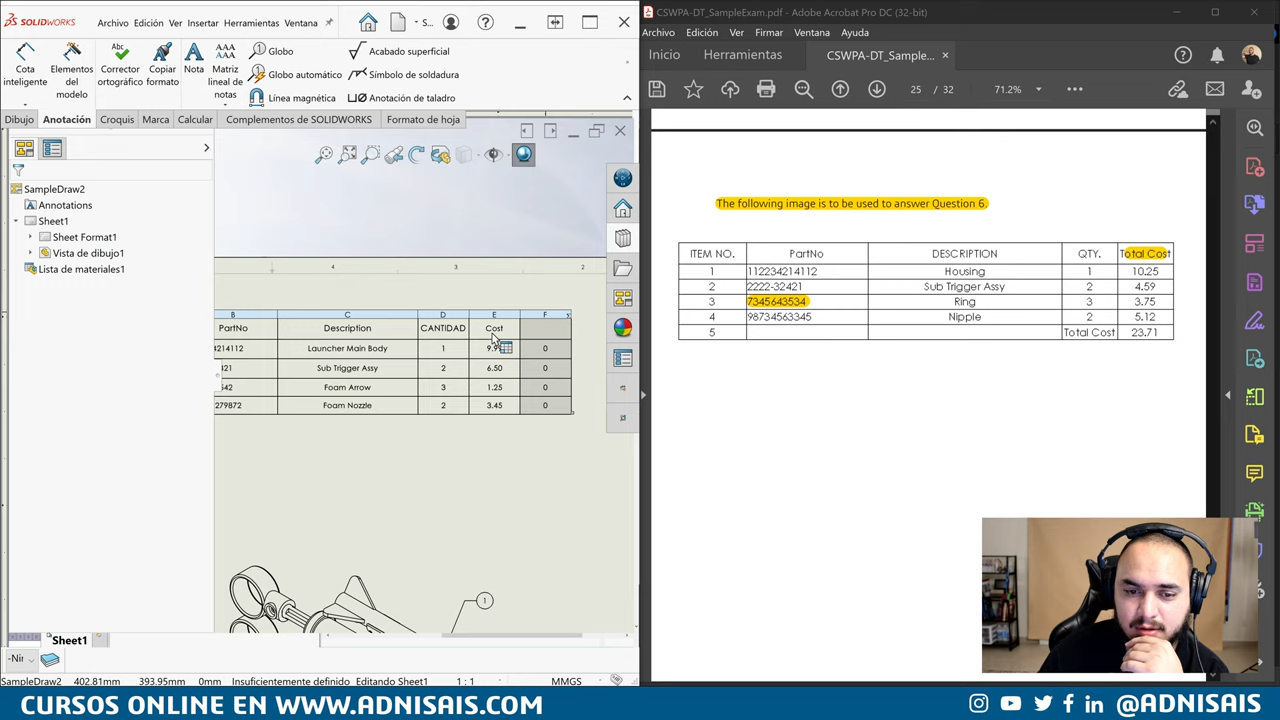 SOLIDWORKS
Archivo Edición Ver Insertar Herramientas Ventana
S...
Cota inteligente
Elementos del modelo
Corrector ortográfico
Copiar formato
Nota
Matriz lineal de notas
Globo
Globo automático
Línea magnética
Acabado superficial
Símbolo de soldadura
Anotación de taladro
Dibujo Anotación Croquis Marca Calcular Complementos de SOLIDWORKS Formato de hoja
SampleDraw2
Annotations
Sheet1
Sheet Format1
Vista de dibujo1
Lista de materiales1
4 3 2
B C D E F
PartNo Description CANTIDAD Cost
4214112 Launcher Main Body 1 0
Sub Trigger Assy 2 6.50 0
Foam Arrow 3 1.25 0
279872 Foam Nozzle 2 3.45 0
1
Sheet1
SampleDraw2 402.81mm 393.95mm 0mm Insuficientemente definido Editando Sheet1 1 : 1 MMGS
CSWPA-DT_SampleExam.pdf - Adobe Acrobat Pro DC (32-bit)
Archivo Edición Ver Firmar Ventana Ayuda
Inicio Herramientas CSWPA-DT_Sample... ×
25 / 32 71.2%
The following image is to be used to answer Question 6.
ITEM NO. PartNo DESCRIPTION QTY. Total Cost
1 112234214112 Housing 1 10.25
2 2222-32421 Sub Trigger Assy 2 4.59
3 7345643534 Ring 3 3.75
4 98734563345 Nipple 2 5.12
5 Total Cost 23.71
CURSOS ONLINE EN WWW.ADNISAIS.COM
@ADNISAIS